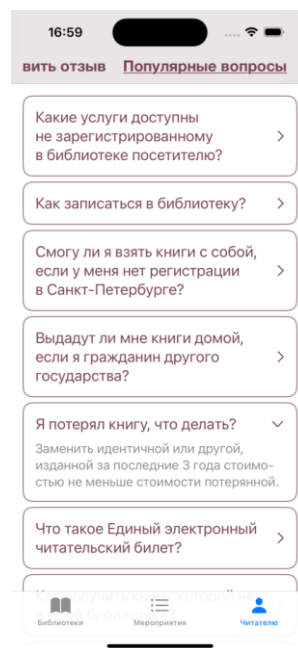 16:59
вить отзыв Популярные вопросы
Какие услуги доступны
не зарегистрированному
в библиотеке посетителю?
Как записаться в библиотеку?
Смогу ли я взять книги с собой,
если у меня нет регистрации
в Санкт-Петербурге?
Выдадут ли мне книги домой,
если я гражданин другого
государства?
Я потерял книгу, что делать?
Заменить идентичной или другой,
изданной за последние 3 года стоимо-
стью не меньше стоимости потерянной.
Что такое Единый электронный
читательский билет?
получить книгу, которой
Библиотеки Мероприятия Читателю